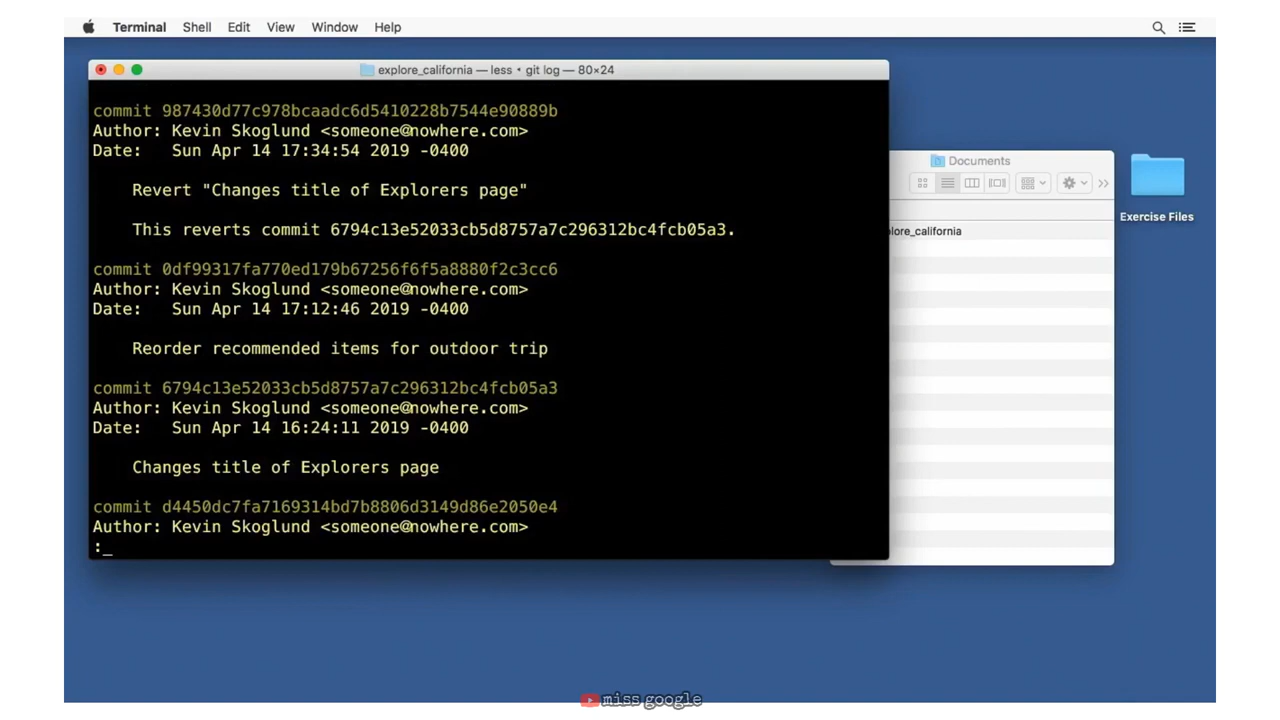 Terminal Shell Edit View Window Help
explore_california — less • git log — 80×24
commit 987430d77c978bcaadc6d5410228b7544e90889b
Author: Kevin Skoglund <someone@nowhere.com>
Date:   Sun Apr 14 17:34:54 2019 -0400
Revert "Changes title of Explorers page"
This reverts commit 6794c13e52033cb5d8757a7c296312bc4fcb05a3.
commit 0df99317fa770ed179b67256f6f5a8880f2c3cc6
Author: Kevin Skoglund <someone@nowhere.com>
Date:   Sun Apr 14 17:12:46 2019 -0400
Reorder recommended items for outdoor trip
commit 6794c13e52033cb5d8757a7c296312bc4fcb05a3
Author: Kevin Skoglund <someone@nowhere.com>
Date:   Sun Apr 14 16:24:11 2019 -0400
Changes title of Explorers page
commit d4450dc7fa7169314bd7b8806d3149d86e2050e4
Author: Kevin Skoglund <someone@nowhere.com>
:_
Documents
plore_california
Exercise Files
miss google